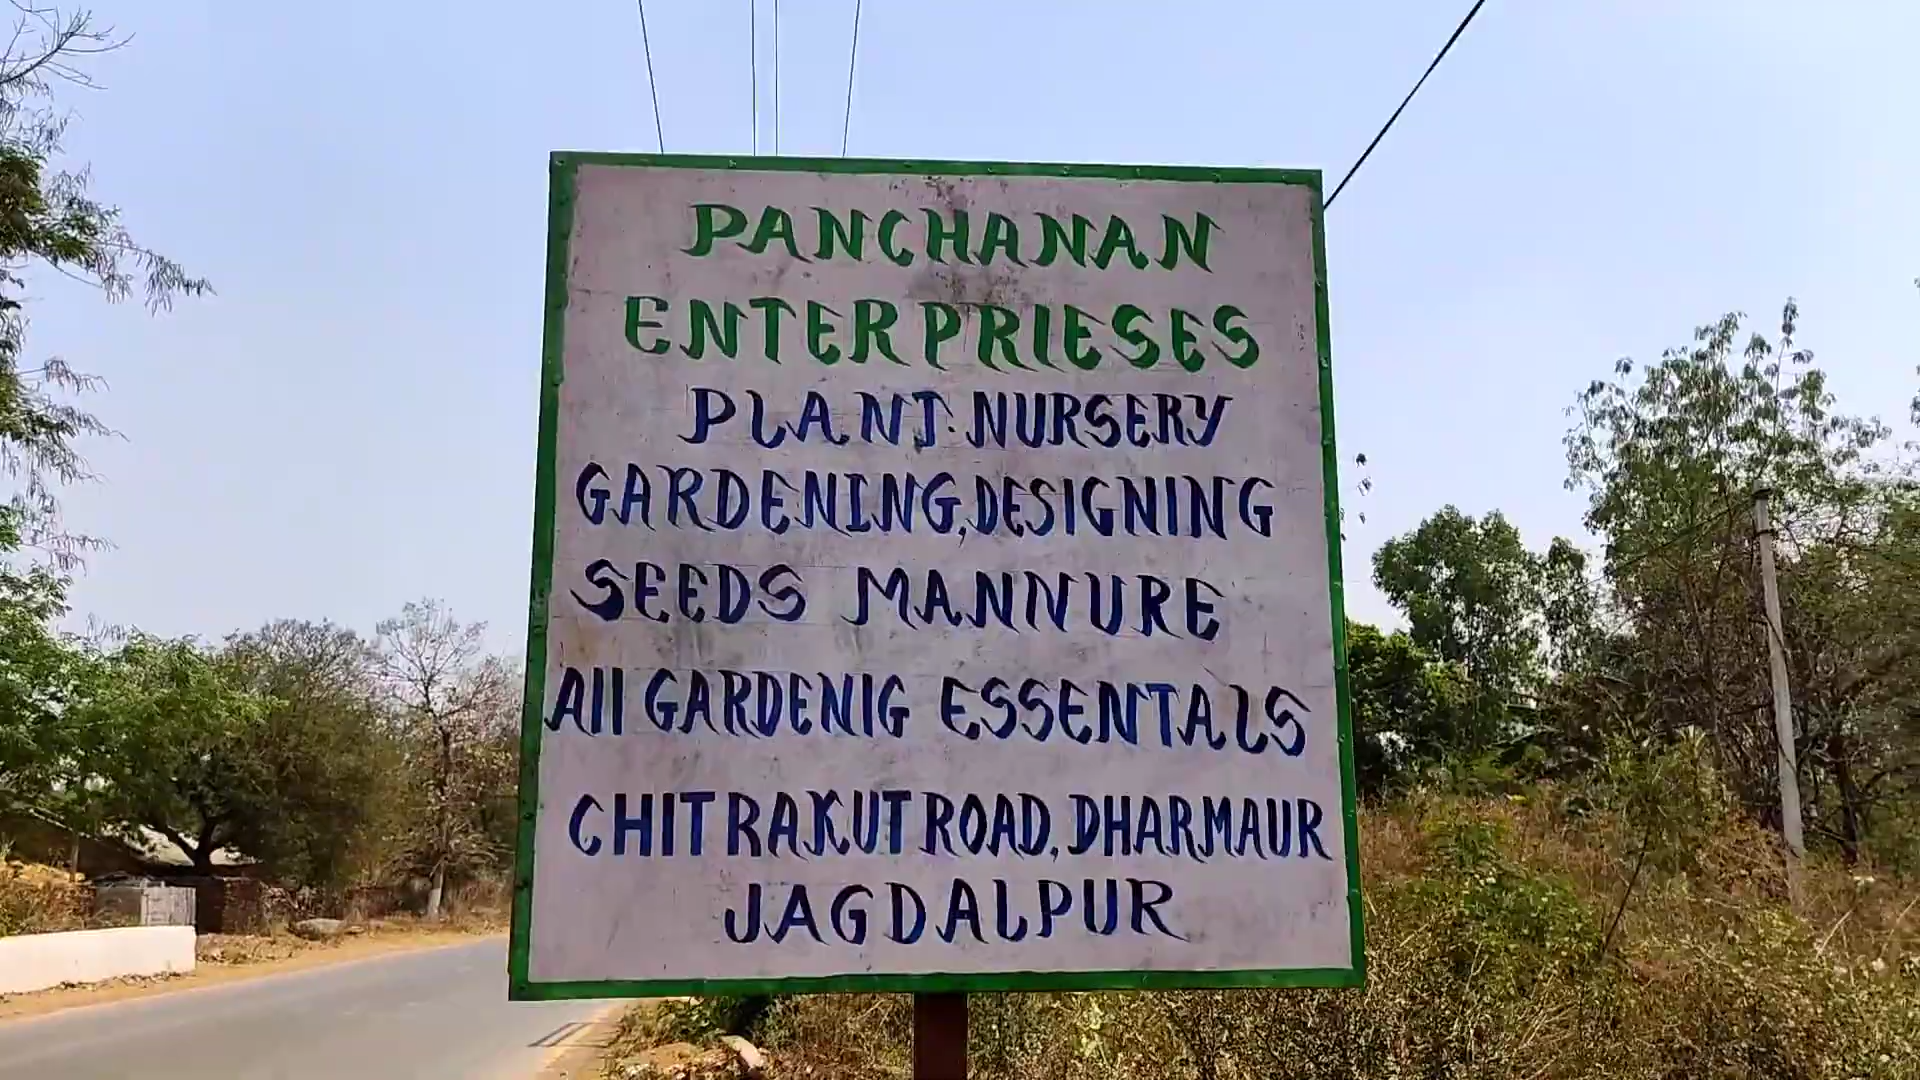 PANCHANAN
ENTERPRIESES
PLANT. NURSERY
GARDENING, DESIGNING
SEEDS MANNURE
All GARDENIG ESSENTALS
CHITRAKUT ROAD, DHARMAUR
JAGDALPUR